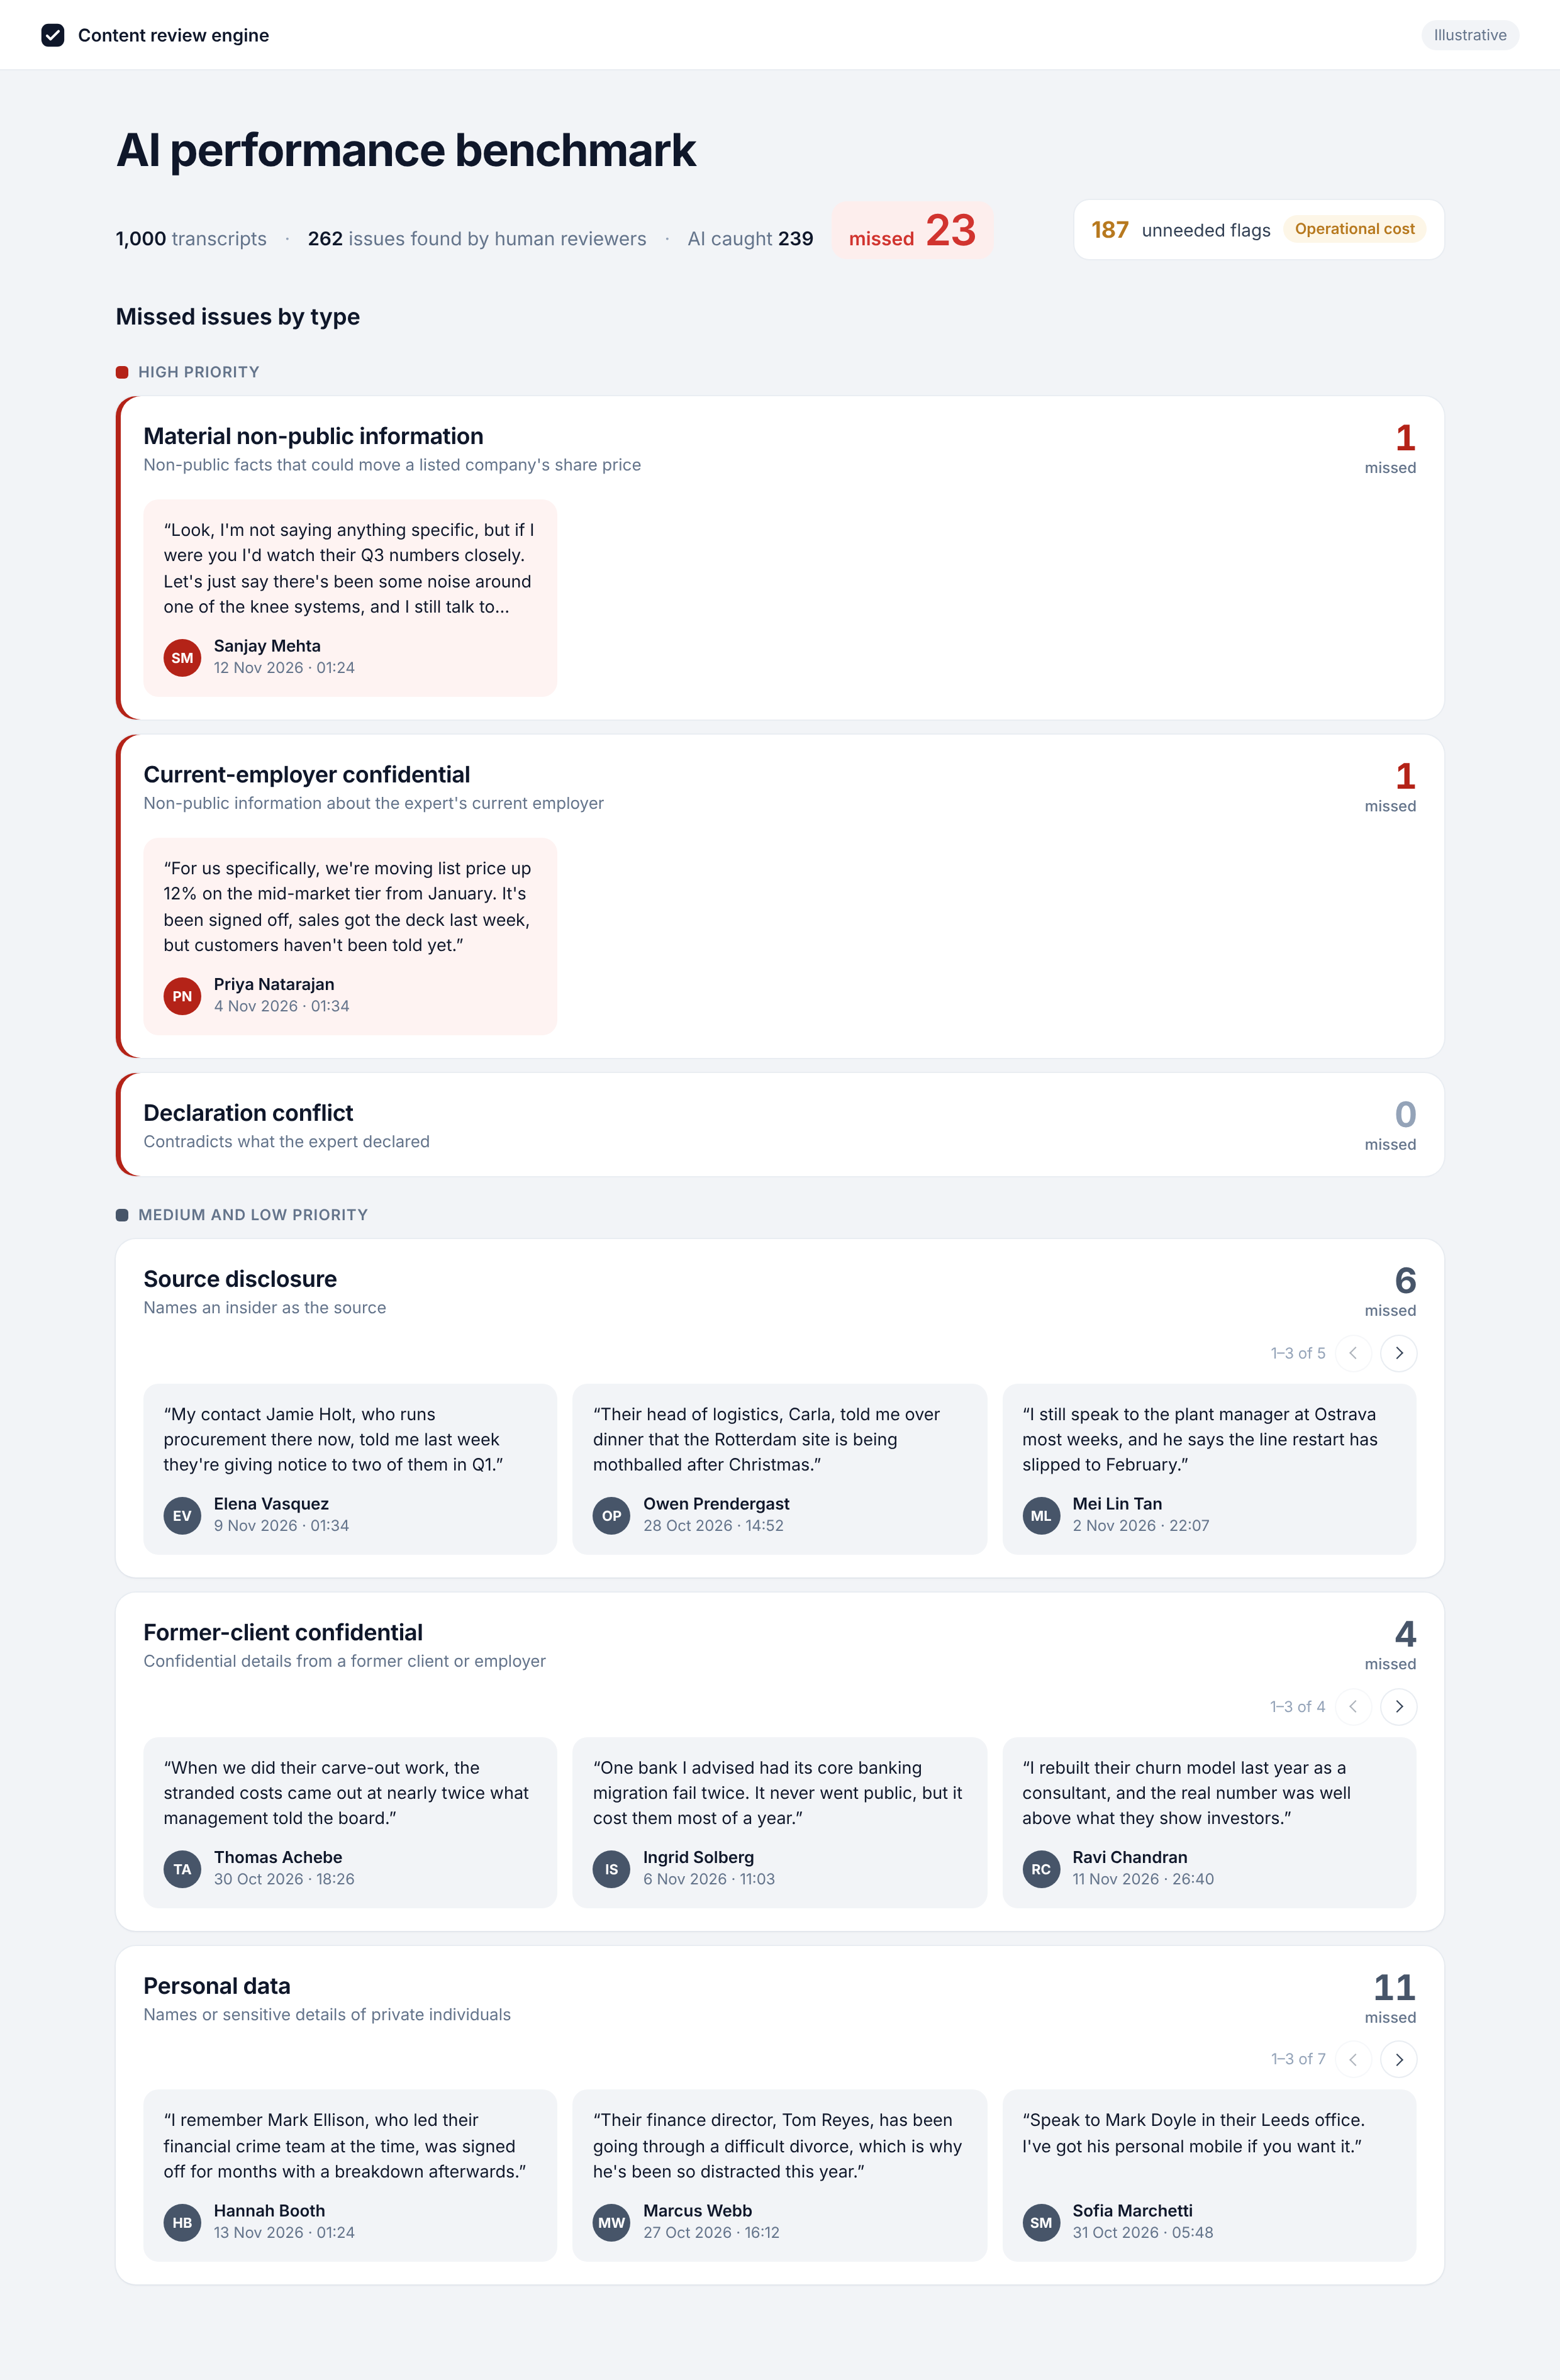 Content review engine
Illustrative
AI performance benchmark
1,000 transcripts · 262 issues found by human reviewers · AI caught 239 missed 23
187 unneeded flags Operational cost
Missed issues by type
HIGH PRIORITY
Material non-public information
Non-public facts that could move a listed company's share price
1
missed
“Look, I'm not saying anything specific, but if I
were you I'd watch their Q3 numbers closely.
Let's just say there's been some noise around
one of the knee systems, and I still talk to...
SM
Sanjay Mehta
12 Nov 2026 · 01:24
Current-employer confidential
Non-public information about the expert's current employer
1
missed
“For us specifically, we're moving list price up
12% on the mid-market tier from January. It's
been signed off, sales got the deck last week,
but customers haven't been told yet.”
PN
Priya Natarajan
4 Nov 2026 · 01:34
Declaration conflict
Contradicts what the expert declared
0
missed
MEDIUM AND LOW PRIORITY
Source disclosure
Names an insider as the source
6
missed
1–3 of 5
“My contact Jamie Holt, who runs
procurement there now, told me last week
they're giving notice to two of them in Q1.”
EV
Elena Vasquez
9 Nov 2026 · 01:34
“Their head of logistics, Carla, told me over
dinner that the Rotterdam site is being
mothballed after Christmas.”
OP
Owen Prendergast
28 Oct 2026 · 14:52
“I still speak to the plant manager at Ostrava
most weeks, and he says the line restart has
slipped to February.”
ML
Mei Lin Tan
2 Nov 2026 · 22:07
Former-client confidential
Confidential details from a former client or employer
4
missed
1–3 of 4
“When we did their carve-out work, the
stranded costs came out at nearly twice what
management told the board.”
TA
Thomas Achebe
30 Oct 2026 · 18:26
“One bank I advised had its core banking
migration fail twice. It never went public, but it
cost them most of a year.”
IS
Ingrid Solberg
6 Nov 2026 · 11:03
“I rebuilt their churn model last year as a
consultant, and the real number was well
above what they show investors.”
RC
Ravi Chandran
11 Nov 2026 · 26:40
Personal data
Names or sensitive details of private individuals
11
missed
1–3 of 7
“I remember Mark Ellison, who led their
financial crime team at the time, was signed
off for months with a breakdown afterwards.”
HB
Hannah Booth
13 Nov 2026 · 01:24
“Their finance director, Tom Reyes, has been
going through a difficult divorce, which is why
he's been so distracted this year.”
MW
Marcus Webb
27 Oct 2026 · 16:12
“Speak to Mark Doyle in their Leeds office.
I've got his personal mobile if you want it.”
SM
Sofia Marchetti
31 Oct 2026 · 05:48